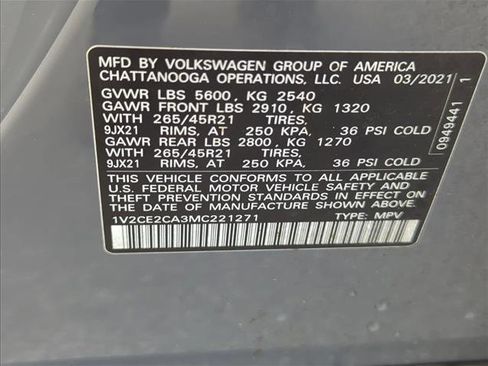 MFD BY VOLKSWAGEN GROUP OF AMERICA
CHATTANOOGA OPERATIONS, LLC. USA 03/2021
GVWR LBS 5600, KG 2540
GAWR FRONT LBS 2910, KG 1320
WITH 265/45R21 TIRES,
9JX21 RIMS, AT 250 KPA, 36 PSI COLD
GAWR REAR LBS 2800, KG 1270
WITH 265/45R21 TIRES,
9JX21 RIMS, AT 250 KPA, 36 PSI COLD
THIS VEHICLE CONFORMS TO ALL APPLICABLE
U.S. FEDERAL MOTOR VEHICLE SAFETY AND
THEFT PREVENTION STANDARDS IN EFFECT ON
THE DATE OF MANUFACTURE SHOWN ABOVE.
1V2CE2CA3MC221271 TYPE: MPV
0949441 1